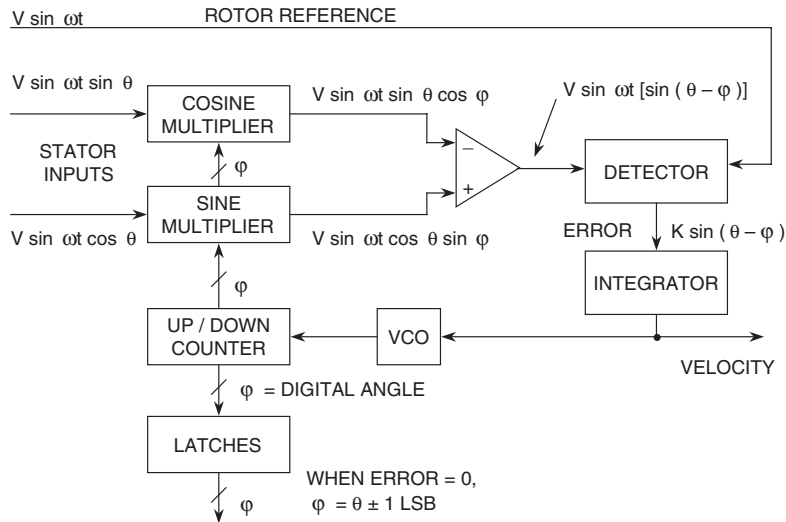 V sin ωt
ROTOR REFERENCE
V sin ωt sin θ
COSINE
MULTIPLIER
V sin ωt sin θ cos φ
V sin ωt [sin ( θ – φ )]
STATOR
INPUTS
φ
–
+
DETECTOR
SINE
MULTIPLIER
V sin ωt cos θ
V sin ωt cos θ sin φ
ERROR
K sin ( θ – φ )
φ
INTEGRATOR
UP / DOWN
COUNTER
VCO
VELOCITY
φ = DIGITAL ANGLE
LATCHES
WHEN ERROR = 0,
φ = θ ± 1 LSB
φ